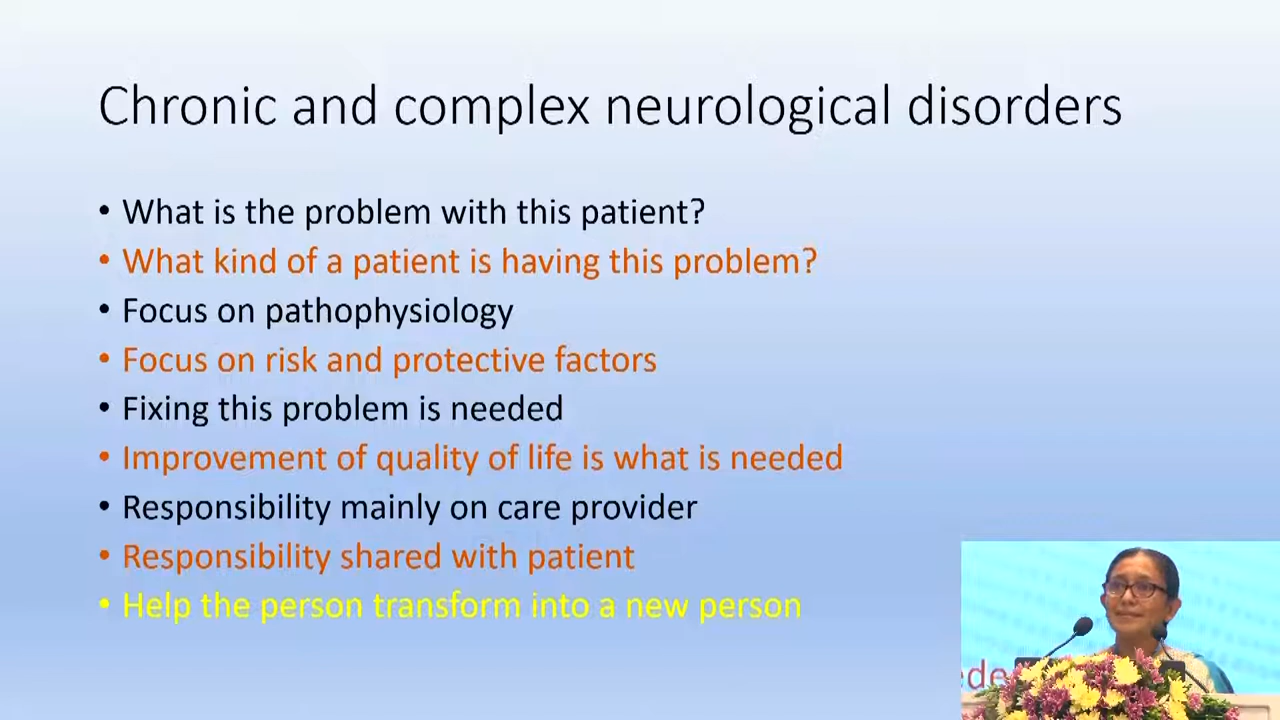 Chronic and complex neurological disorders
• What is the problem with this patient?
• What kind of a patient is having this problem?
• Focus on pathophysiology
• Focus on risk and protective factors
• Fixing this problem is needed
• Improvement of quality of life is what is needed
• Responsibility mainly on care provider
• Responsibility shared with patient
• Help the person transform into a new person